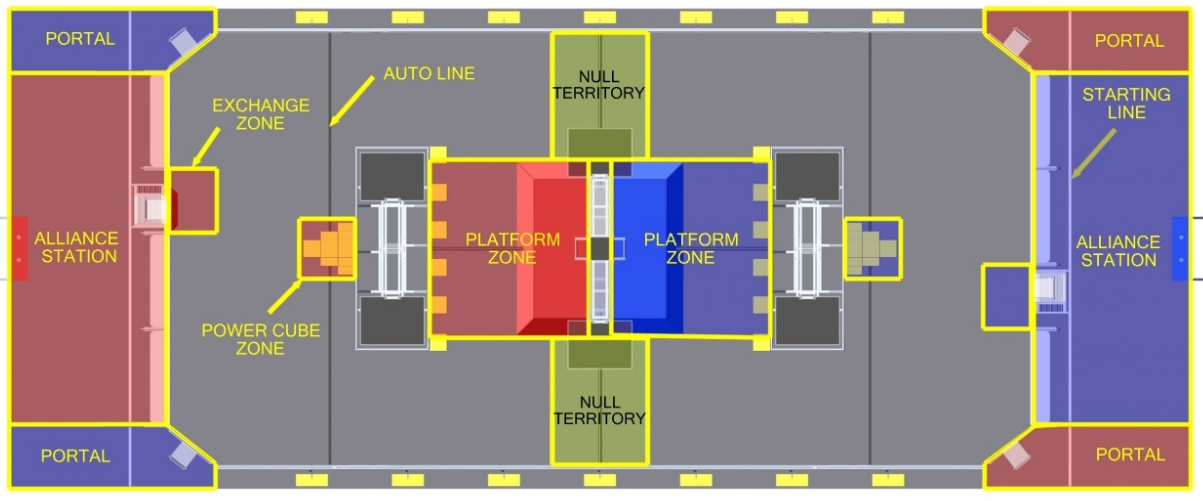 PORTAL
PORTAL
AUTO LINE
NULL
TERRITORY
EXCHANGE
ZONE
STARTING
LINE
ALLIANCE
STATION
PLATFORM
ZONE
PLATFORM
ZONE
ALLIANCE
STATION
POWER CUBE
ZONE
NULL
TERRITORY
PORTAL
PORTAL